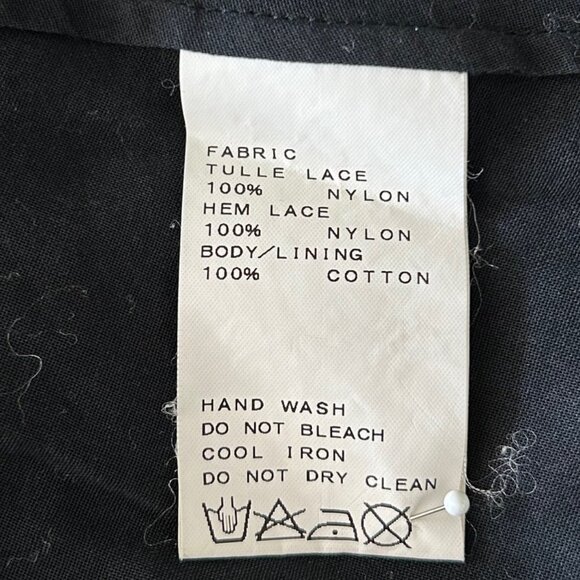 FABRIC
TULLE LACE
100% NYLON
HEM LACE
100% NYLON
BODY/LINING
100% COTTON
HAND WASH
DO NOT BLEACH
COOL IRON
DO NOT DRY CLEAN